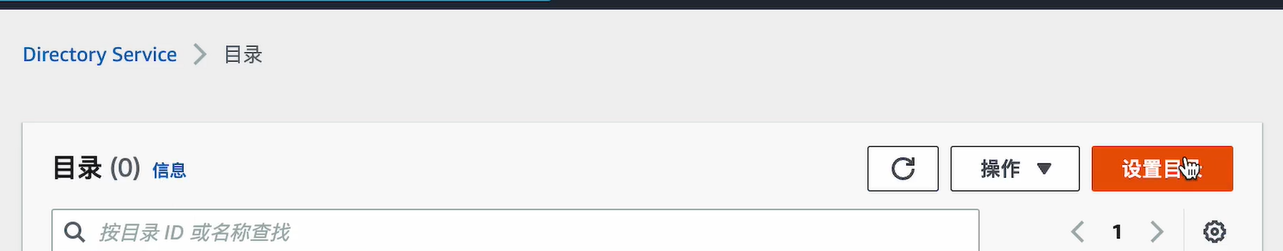 Directory Service > 目录
目录 (0) 信息
操作
设置目录
按目录 ID 或名称查找
1